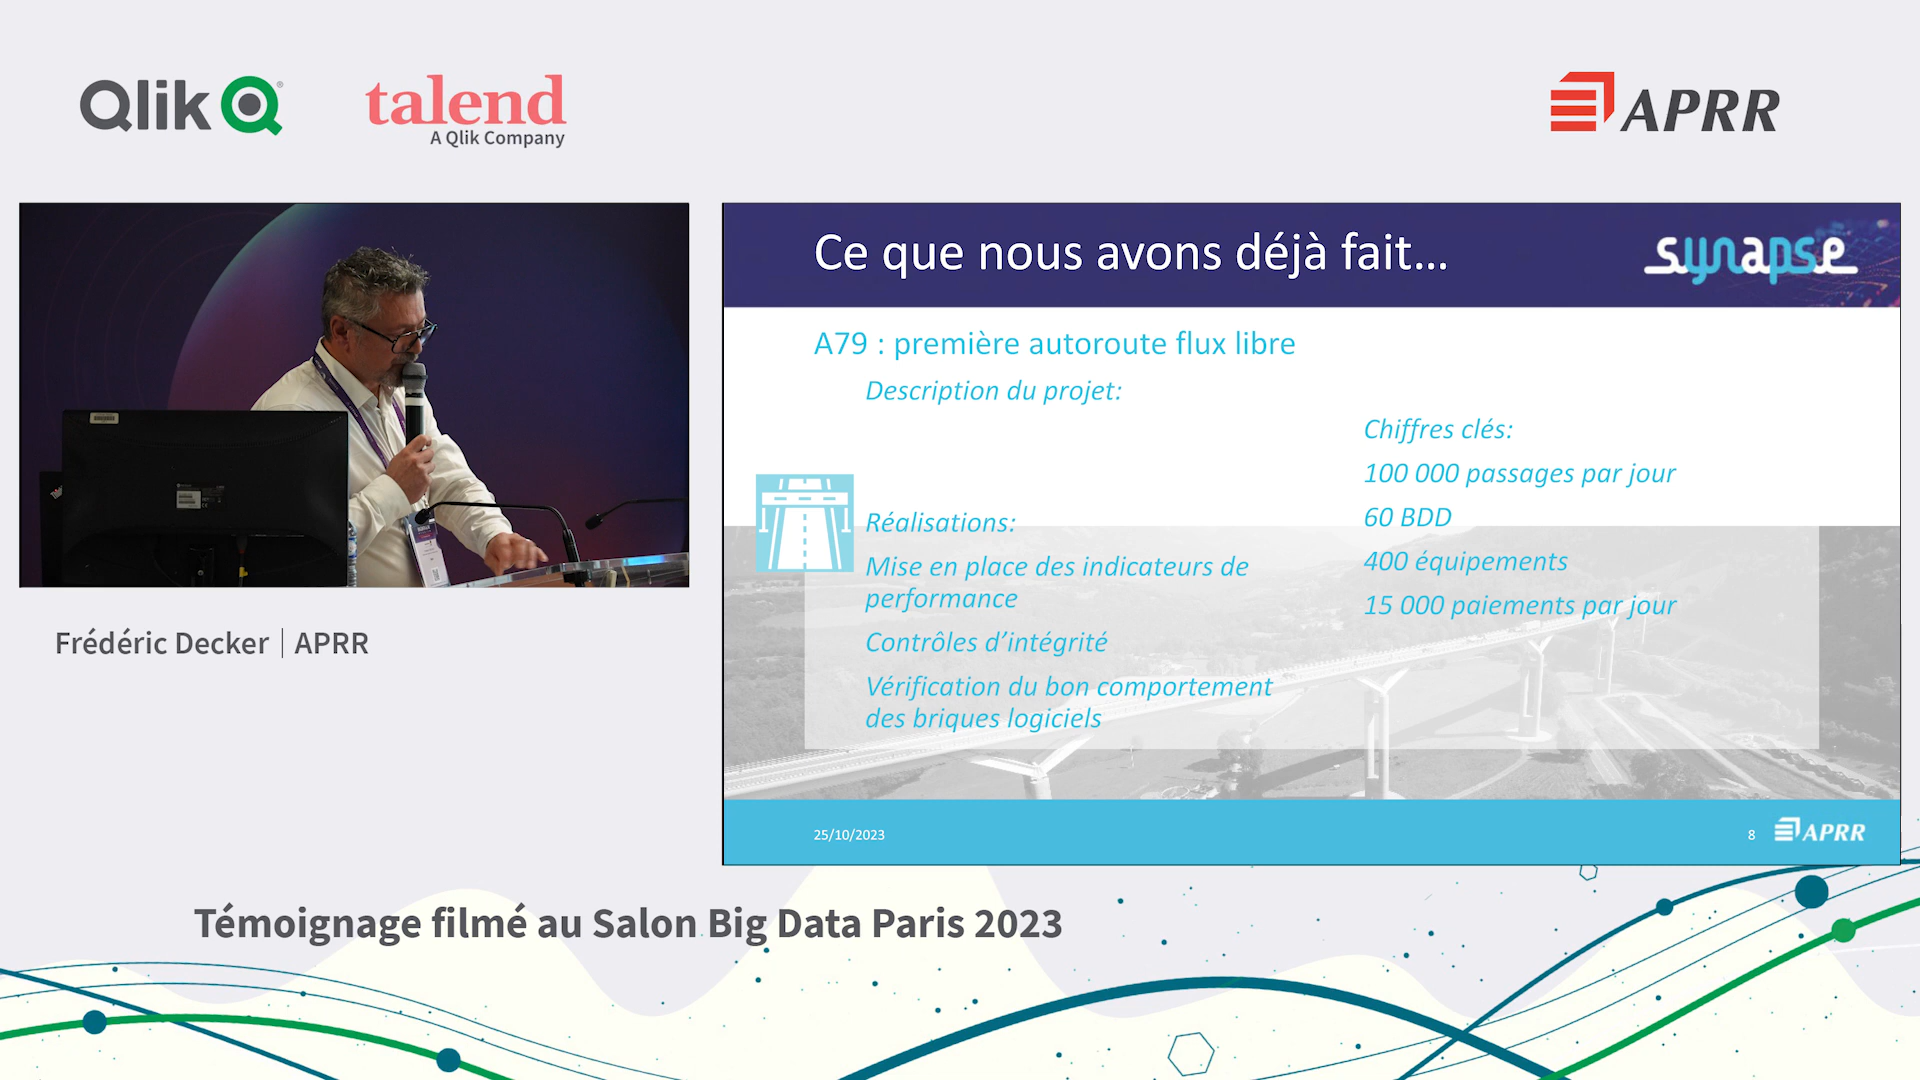 Qlik
talend
A Qlik Company
APRR
Ce que nous avons déjà fait...
synapse
A79 : première autoroute flux libre
Description du projet:
Réalisations:
Mise en place des indicateurs de
performance
Contrôles d’intégrité
Vérification du bon comportement
des briques logiciels
Chiffres clés:
100 000 passages par jour
60 BDD
400 équipements
15 000 paiements par jour
25/10/2023
8
APRR
Frédéric Decker | APRR
Témoignage filmé au Salon Big Data Paris 2023